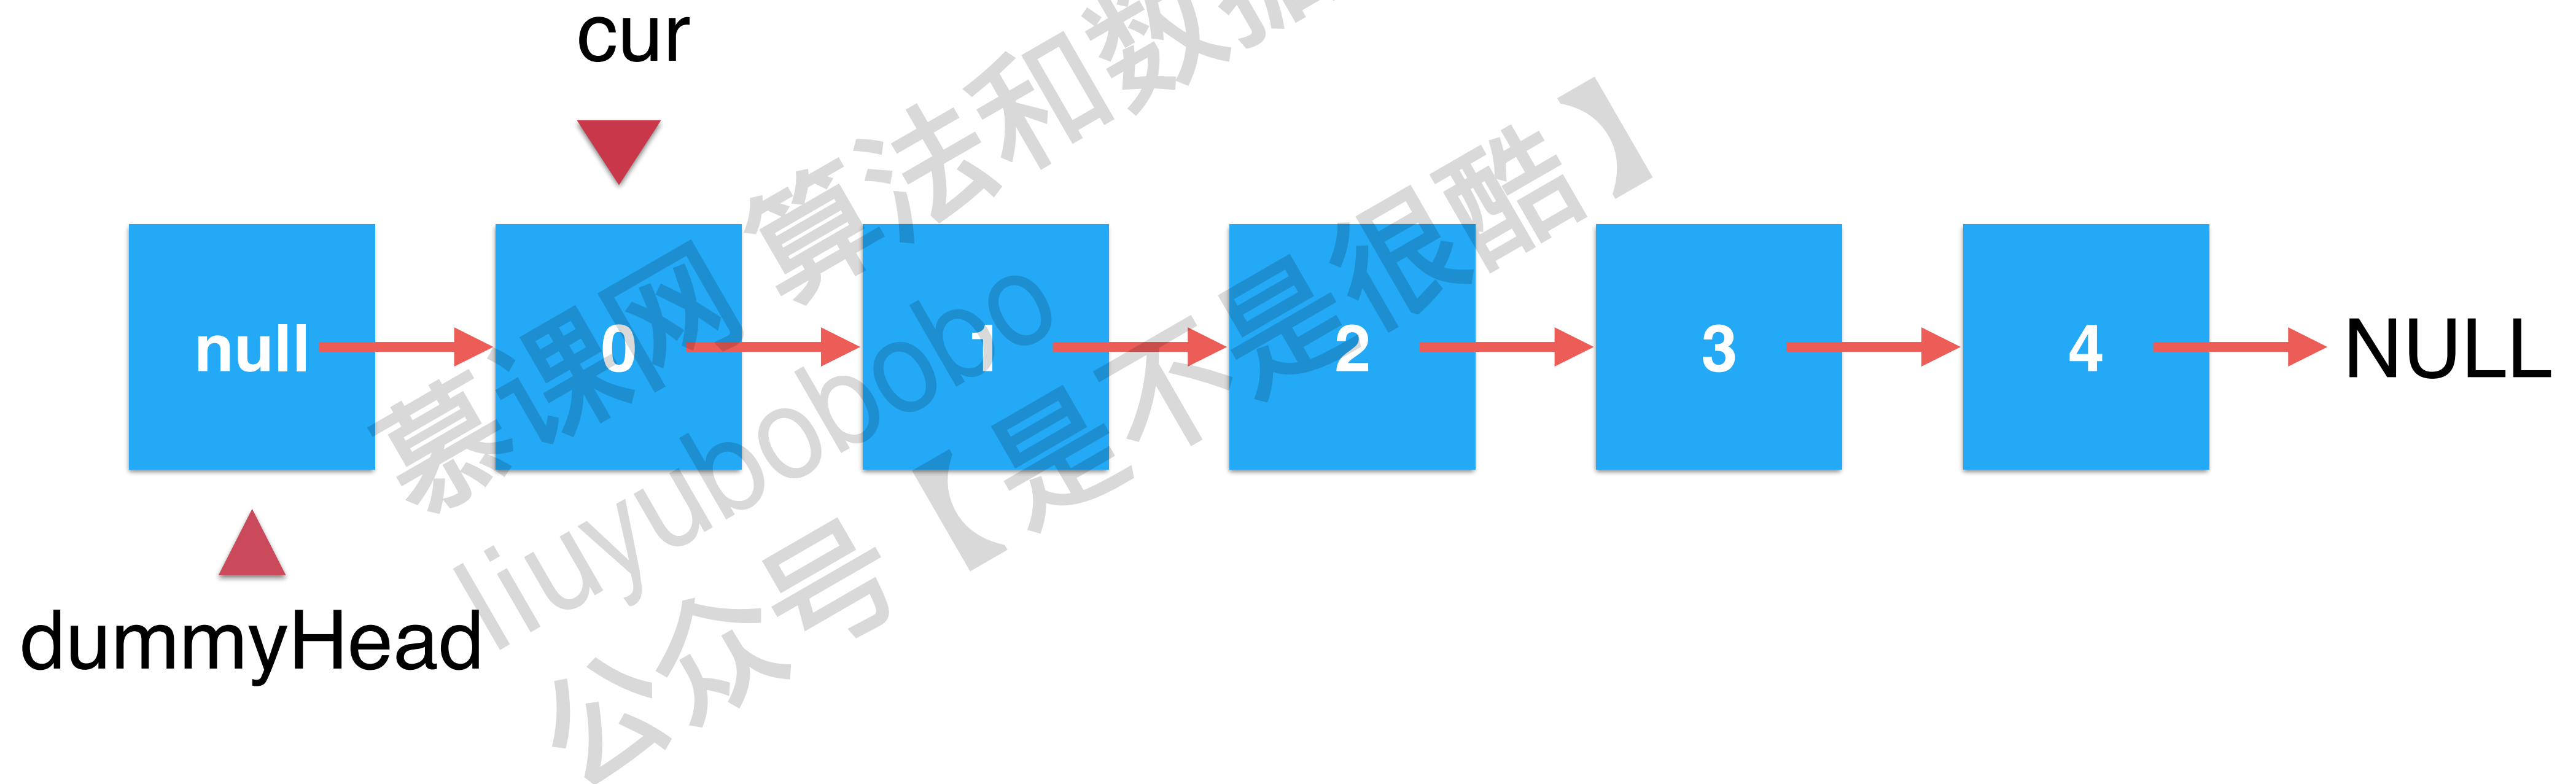 cur
null 0 1 2 3 4 NULL
dummyHead
慕课网 算法和数据
liuyubobobo
公众号【是不是很酷】